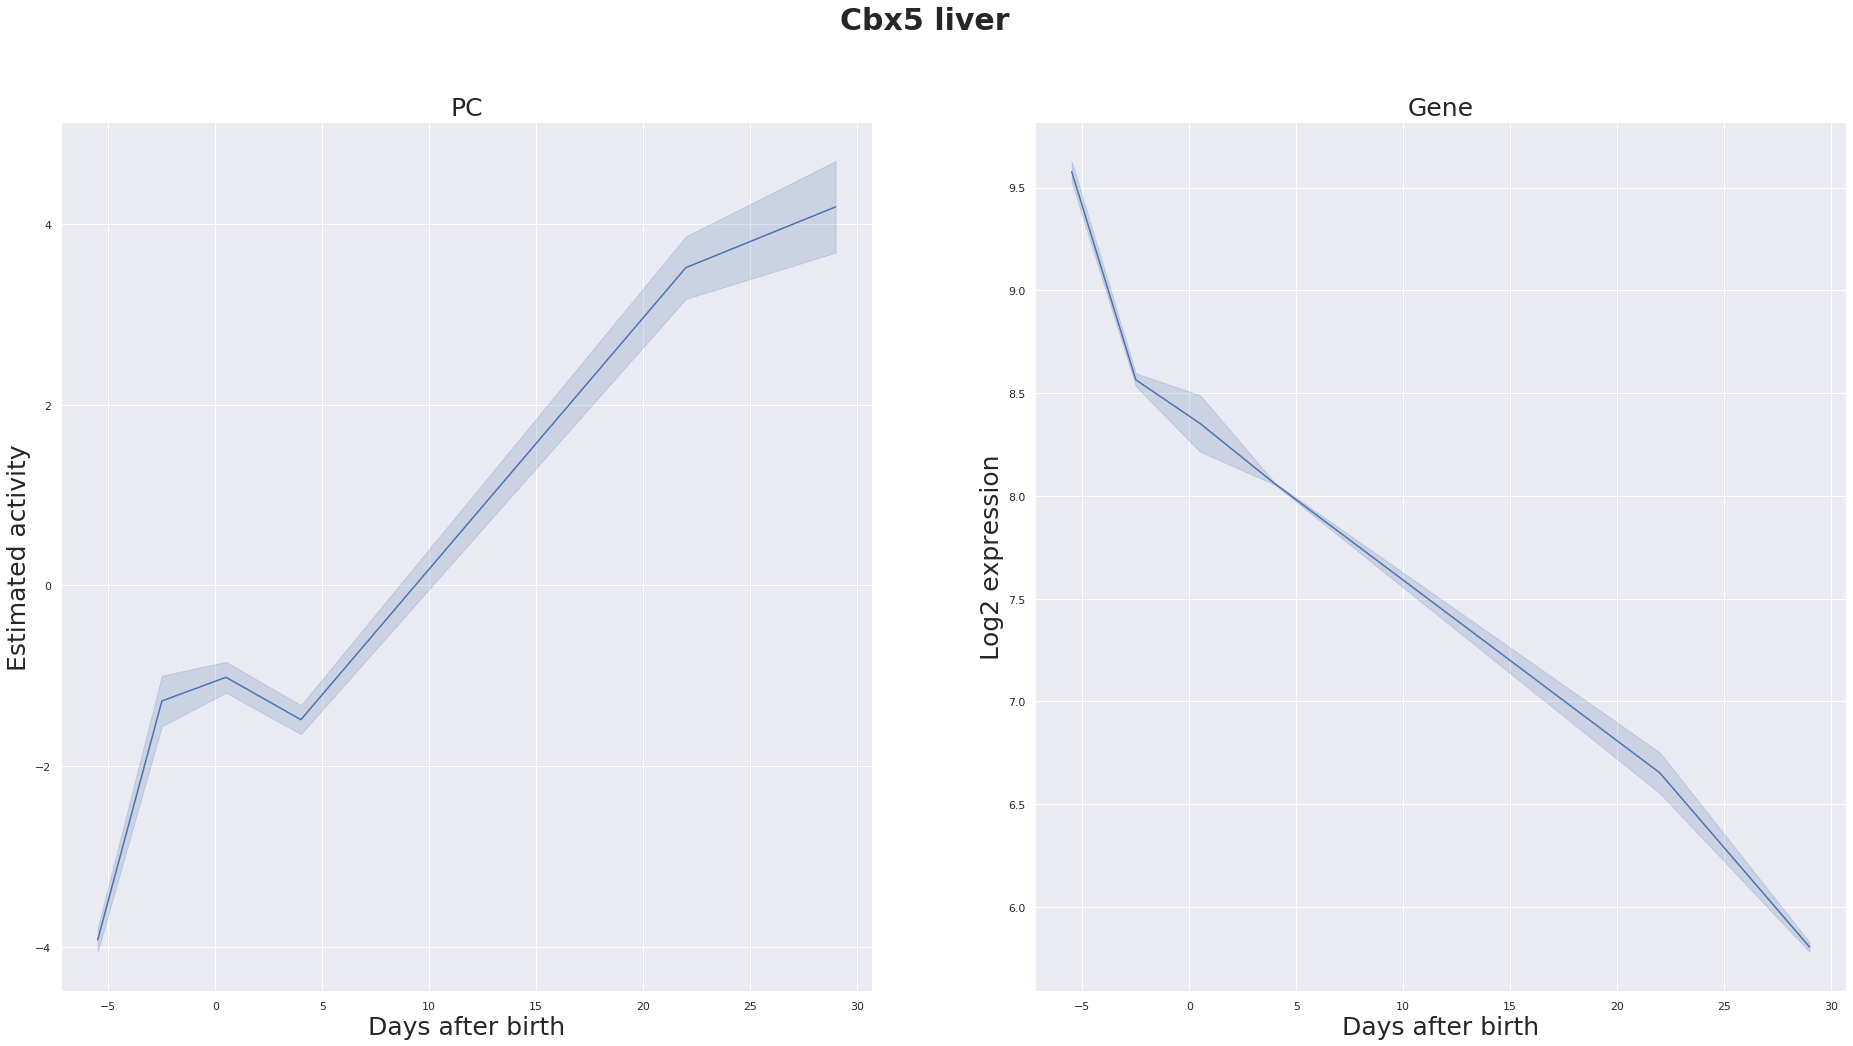 Cbx5 liver
PC
Estimated activity
4
2
0
−2
−4
−5 0 5 10 15 20 25 30
Days after birth
Gene
Log2 expression
9.5
9.0
8.5
8.0
7.5
7.0
6.5
6.0
−5 0 5 10 15 20 25 30
Days after birth